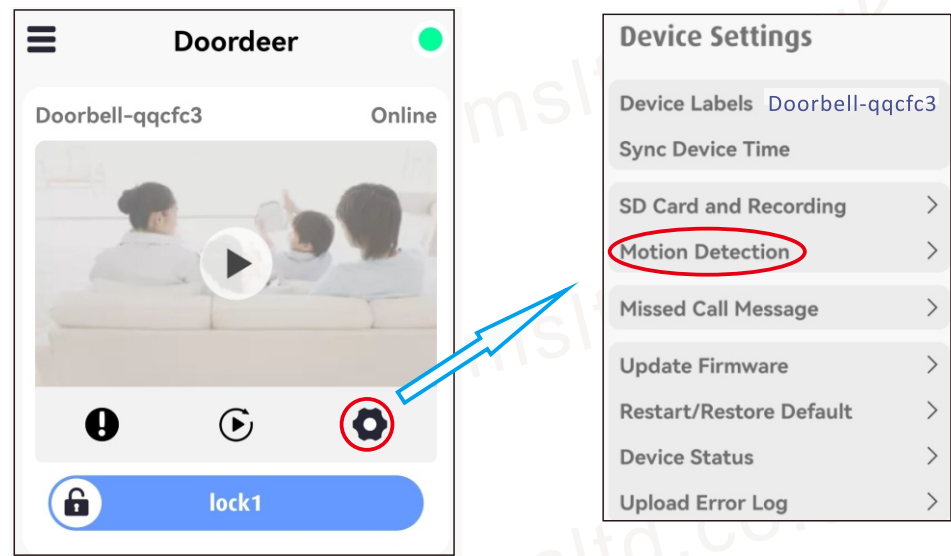 Doordeer
Doorbell-qqcfc3 Online
lock1
Device Settings
Device Labels Doorbell-qqcfc3
Sync Device Time
SD Card and Recording
Motion Detection
Missed Call Message
Update Firmware
Restart/Restore Default
Device Status
Upload Error Log